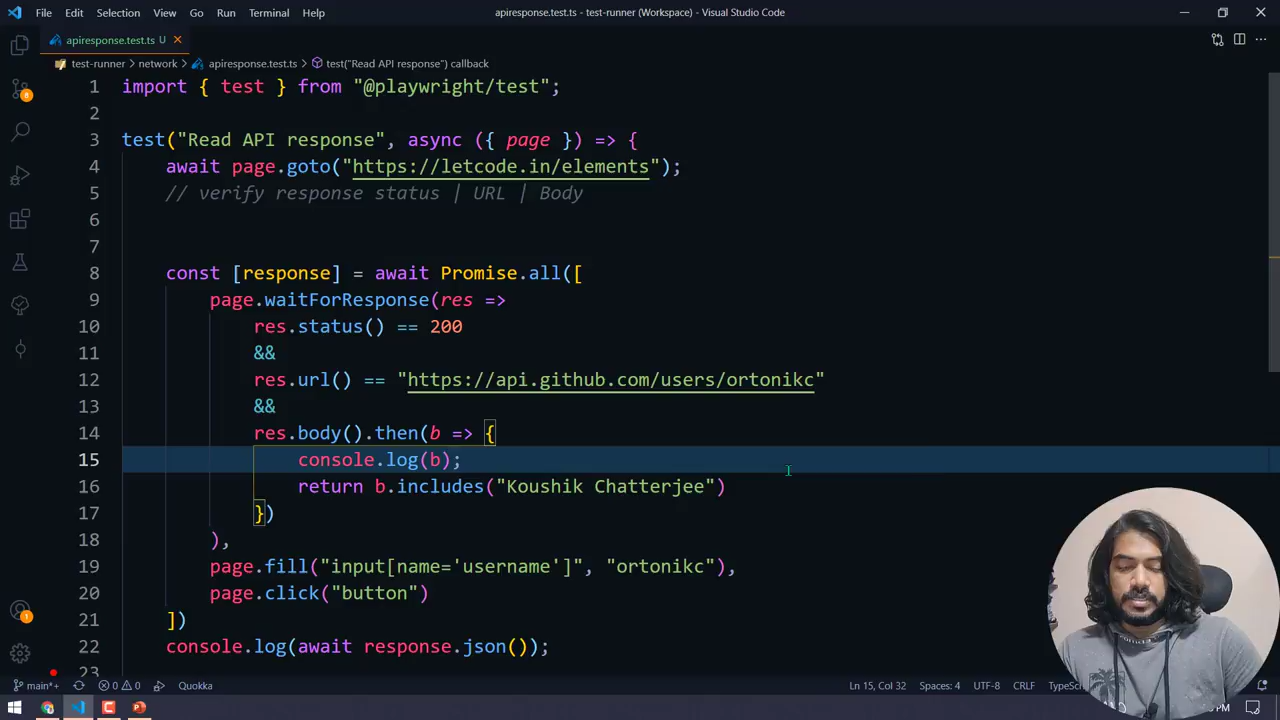 File Edit Selection View Go Run Terminal Help
apiresponse.test.ts - test-runner (Workspace) - Visual Studio Code
apiresponse.test.ts U
test-runner > network > apiresponse.test.ts > test("Read API response") callback
1 import { test } from "@playwright/test";
2
3 test("Read API response", async ({ page }) => {
4 await page.goto("https://letcode.in/elements");
5 // verify response status | URL | Body
6
7
8 const [response] = await Promise.all([
9 page.waitForResponse(res =>
10 res.status() == 200
11 &&
12 res.url() == "https://api.github.com/users/ortonikc"
13 &&
14 res.body().then(b => {
15 console.log(b);
16 return b.includes("Koushik Chatterjee")
17 })
18 ),
19 page.fill("input[name='username']", "ortonikc"),
20 page.click("button")
21 ])
22 console.log(await response.json());
23
main*+ 0 0 Quokka Ln 15, Col 32 Spaces: 4 UTF-8 CRLF